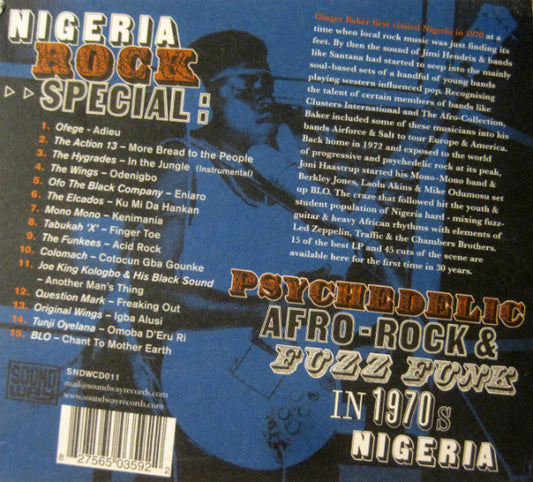 NIGERIA
ROCK
SPECIAL:
1. Ofege - Adieu
2. The Action 13 – More Bread to the People
3. The Hygrades – In the Jungle (Instrumental)
4. The Wings – Odenigbo
5. Ofo The Black Company – Eniaro
6. The Elcados – Ku Mi Da Hankan
7. Mono Mono – Kenimania
8. Tabukah 'X' – Finger Toe
9. The Funkees – Acid Rock
10. Colomach – Cotocun Gba Gounke
11. Joe King Kologbo & His Black Sound
– Another Man's Thing
12. Question Mark – Freaking Out
13. Original Wings – Igba Alusi
14. Tunji Oyelana – Omoba D'Eru Ri
15. BLO – Chant To Mother Earth
Ginger Baker first visited Nigeria in 1970 at a
time when local rock music was just finding its
feet. By then the sound of Jimi Hendrix & bands
like Santana had started to seep into the mainly
soul-based sets of a handful of young bands
playing western influenced pop. Recognising
the talent of certain members of bands like
Clusters International and The Afro-Collection,
Baker included some of these musicians into his
bands Airforce & Salt to tour Europe & America.
Back home in 1972 and exposed to the world
of progressive and psychedelic rock at its peak,
Joni Haastrup started his Mono-Mono band &
Berkley Jones, Laolu Akins & Mike Odumosu set
up BLO. The craze that followed hit the youth &
student population of Nigeria hard - mixing fuzz-
guitar & heavy African rhythms with elements of
Led Zeppelin, Traffic & the Chambers Brothers.
15 of the best LP and 45 cuts of the scene are
available here for the first time in 30 years.
PSYCHEDELIC
AFRO-ROCK &
FUZZ FUNK
IN 1970s
NIGERIA
SOUND
WAY
SNDWCD011
mail@soundwayrecords.com
www.soundwayrecords.com
8 27565 03592 2